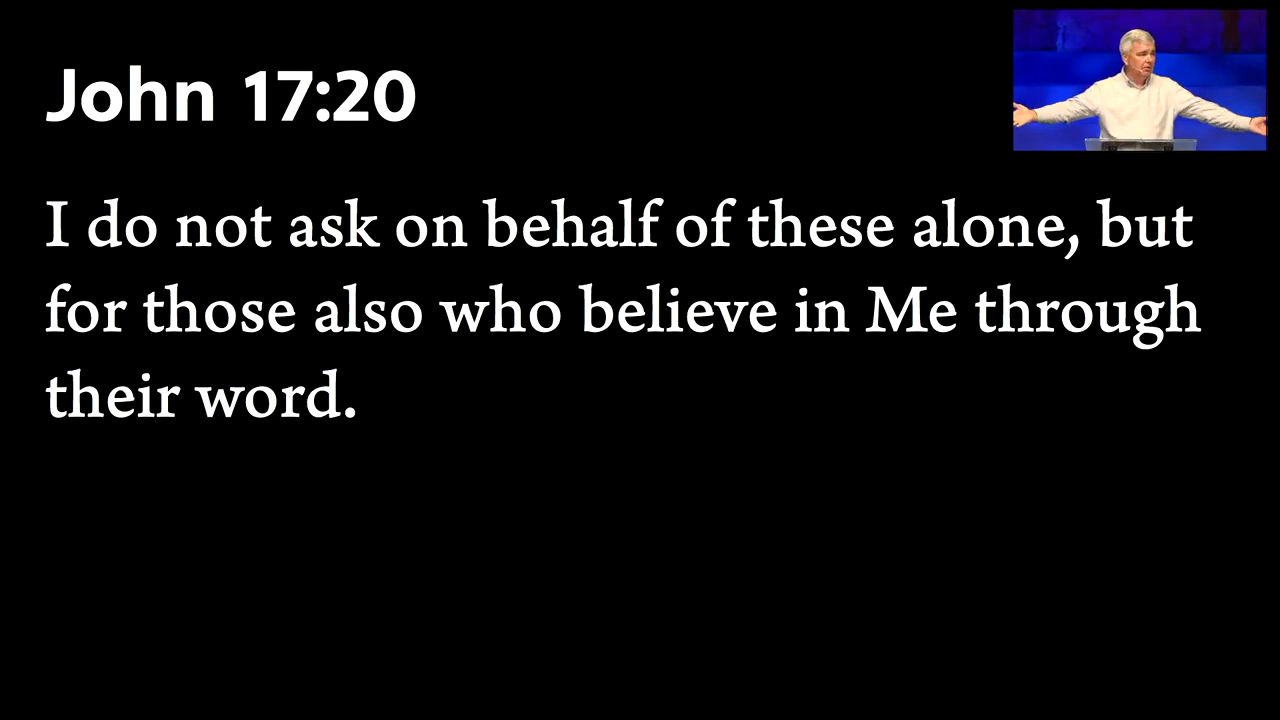 John 17:20
I do not ask on behalf of these alone, but
for those also who believe in Me through
their word.